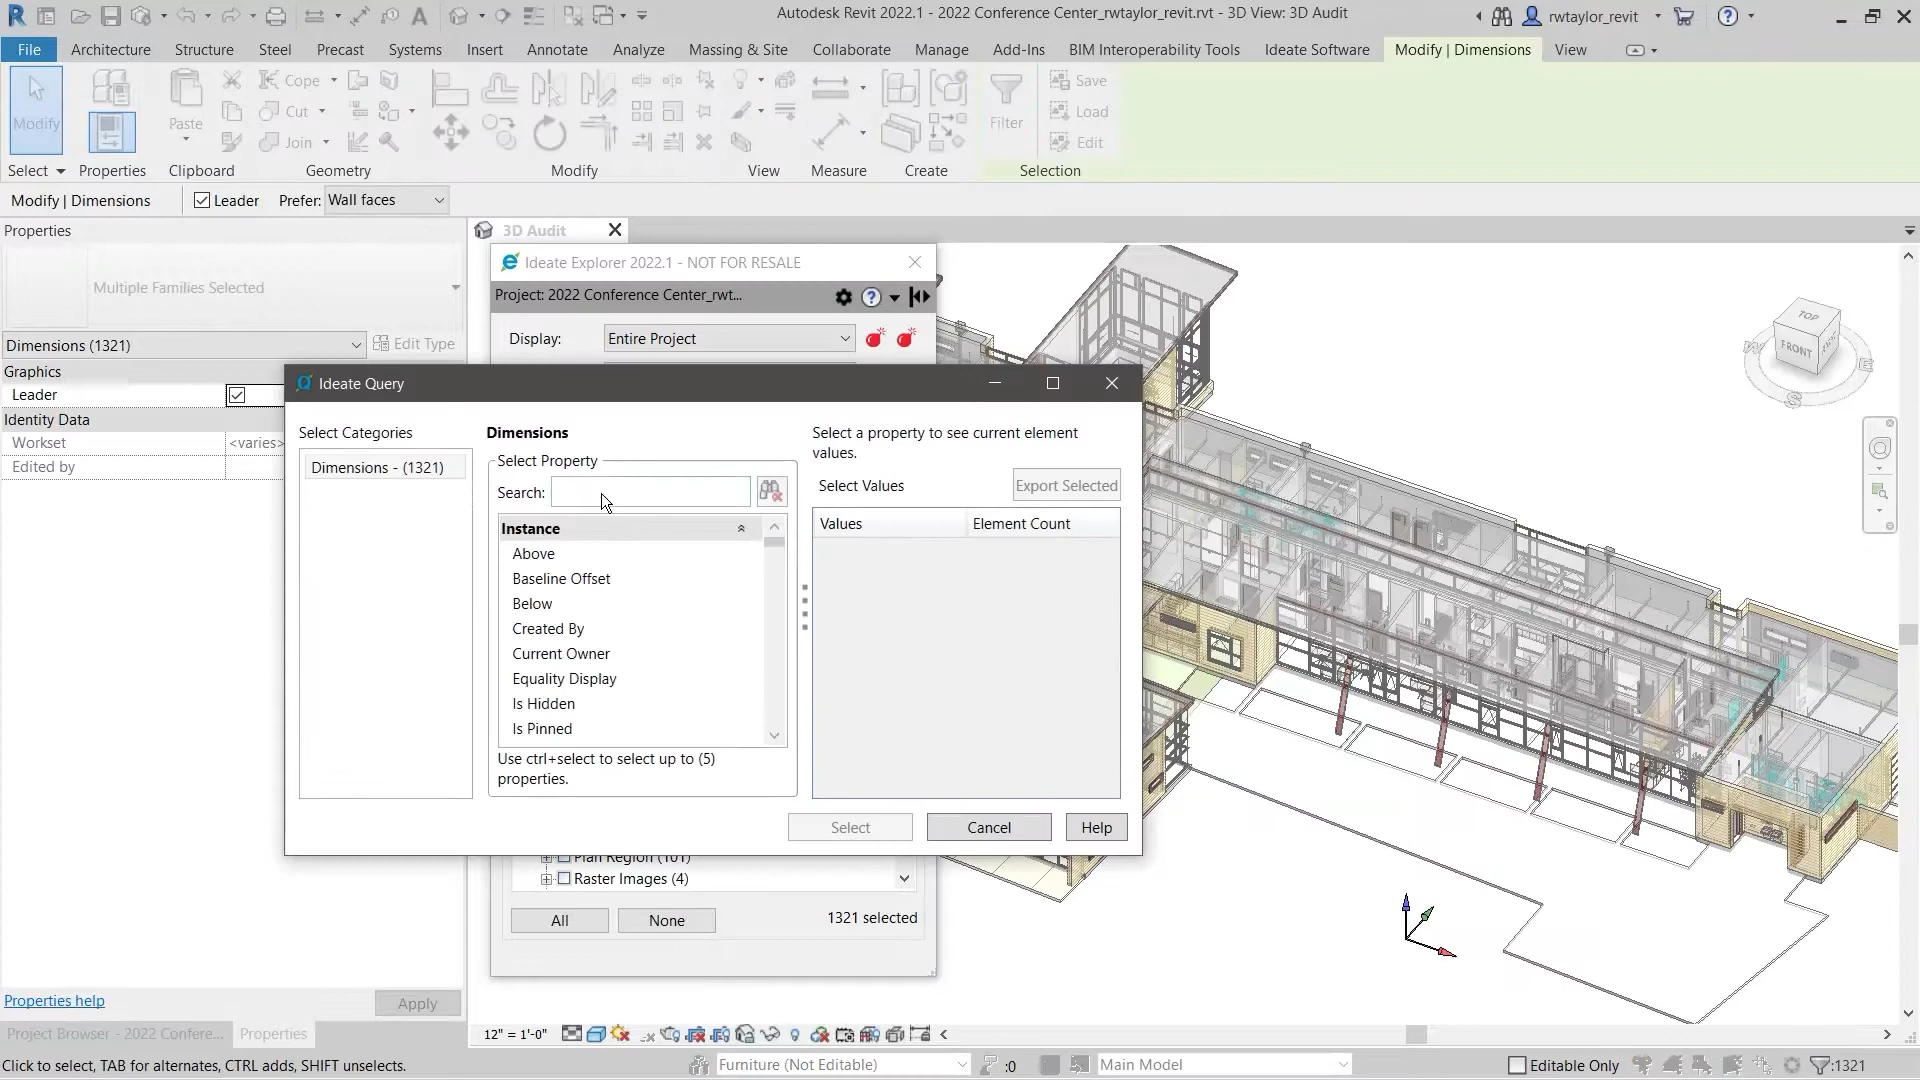 Autodesk Revit 2022.1 - 2022 Conference Center_rwtaylor_revit.rvt - 3D View: 3D Audit
rwtaylor_revit
File Architecture Structure Steel Precast Systems Insert Annotate Analyze Massing & Site Collaborate Manage Add-Ins BIM Interoperability Tools Ideate Software Modify | Dimensions View
Modify Paste Cope Cut Join Filter Save Load Edit
Select Properties Clipboard Geometry Modify View Measure Create Selection
Modify | Dimensions Leader Prefer: Wall faces
Properties
3D Audit
Multiple Families Selected
Dimensions (1321) Edit Type
Graphics
Leader
Identity Data
Workset <varies>
Edited by
Ideate Explorer 2022.1 - NOT FOR RESALE
Project: 2022 Conference Center_rwt...
Display: Entire Project
Ideate Query
Select Categories
Dimensions - (1321)
Dimensions
Select Property
Search:
Instance
Above
Baseline Offset
Below
Created By
Current Owner
Equality Display
Is Hidden
Is Pinned
Use ctrl+select to select up to (5)
properties.
Select a property to see current element
values.
Select Values Export Selected
Values Element Count
Select Cancel Help
Plan Region (101)
Raster Images (4)
All None 1321 selected
TOP
FRONT
W
E
S
Properties help Apply
Project Browser - 2022 Confere... Properties
12" = 1'-0"
Click to select, TAB for alternates, CTRL adds, SHIFT unselects.
Furniture (Not Editable) :0 Main Model Editable Only :1321